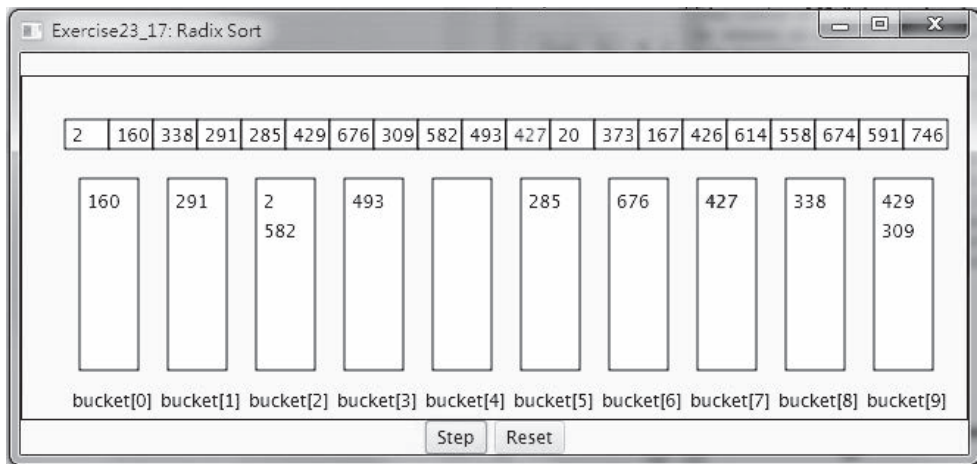 Exercise23_17: Radix Sort
2 160 338 291 285 429 676 309 582 493 427 20 373 167 426 614 558 674 591 746
160 291 2 493 285 676 427 338 429
582 309
bucket[0] bucket[1] bucket[2] bucket[3] bucket[4] bucket[5] bucket[6] bucket[7] bucket[8] bucket[9]
Step Reset